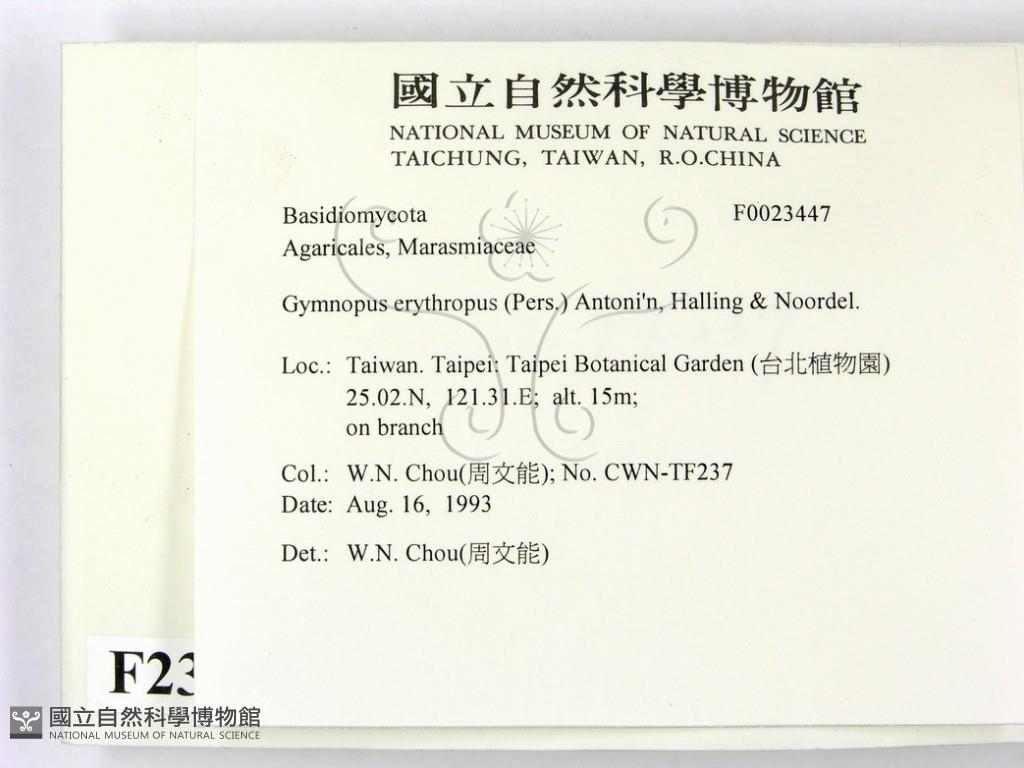 國立自然科學博物館
NATIONAL MUSEUM OF NATURAL SCIENCE
TAICHUNG, TAIWAN, R.O.CHINA
Basidiomycota F0023447
Agaricales, Marasmiaceae
Gymnopus erythropus (Pers.) Antoni'n, Halling & Noordel.
Loc.: Taiwan. Taipei: Taipei Botanical Garden (台北植物園)
25.02.N, 121.31.E; alt. 15m;
on branch
Col.: W.N. Chou(周文能); No. CWN-TF237
Date: Aug. 16, 1993
Det.: W.N. Chou(周文能)
F23
國立自然科學博物館
NATIONAL MUSEUM OF NATURAL SCIENCE